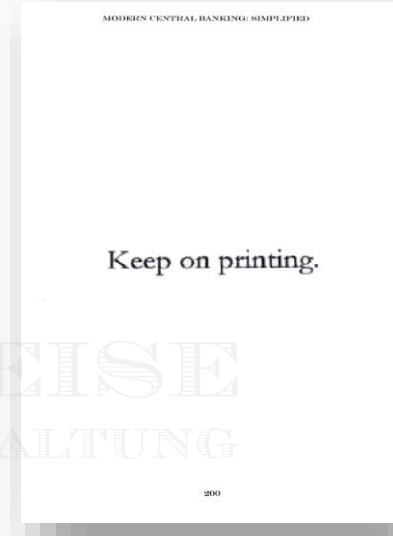 MODERN CENTRAL BANKING: SIMPLIFIED
Keep on printing.
EISE
ALTUNG
200